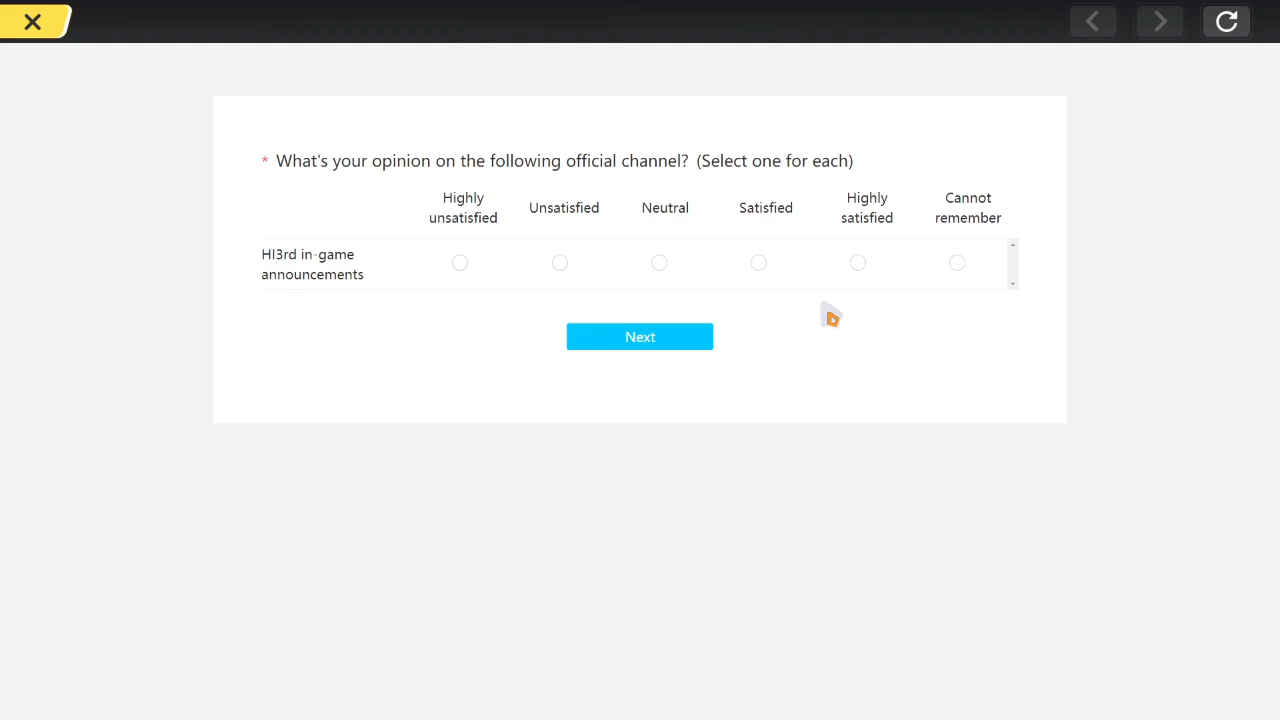 * What's your opinion on the following official channel? (Select one for each)
Highly unsatisfied
Unsatisfied
Neutral
Satisfied
Highly satisfied
Cannot remember
HI3rd in-game
announcements
Next